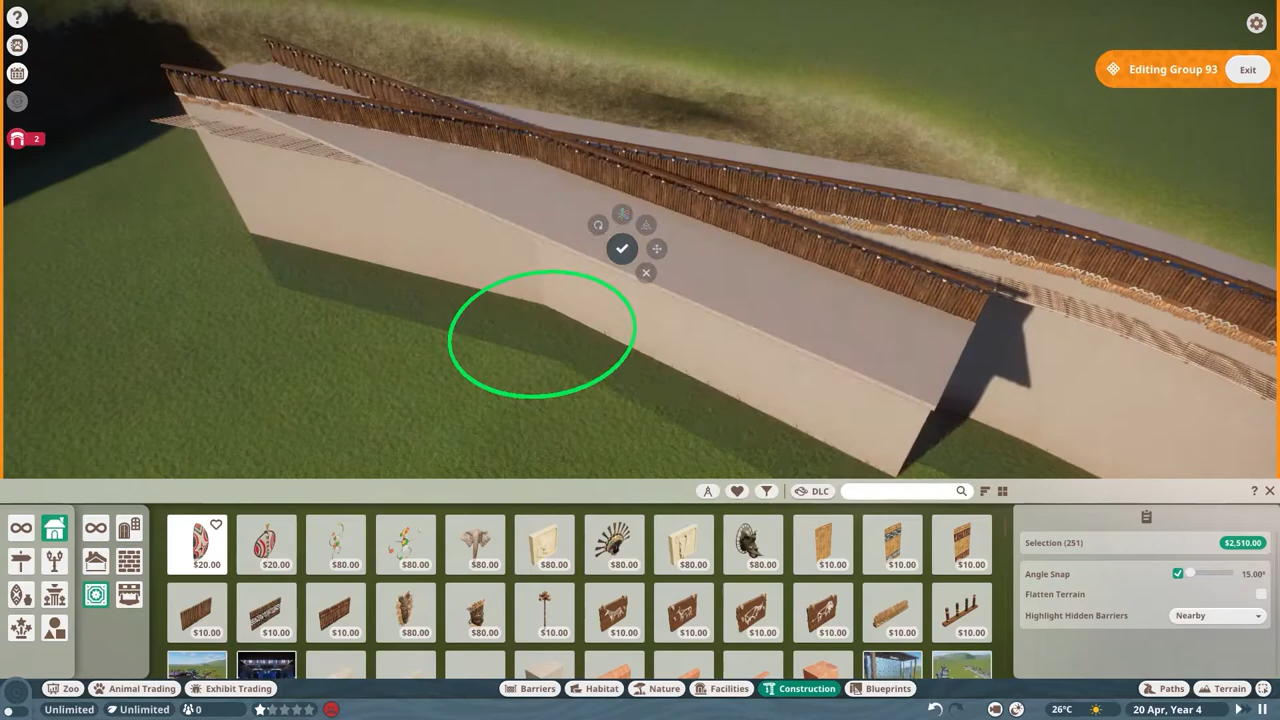 ?
Editing Group 93
Exit
2
DLC
?
$20.00
$20.00
$80.00
$80.00
$80.00
$80.00
$80.00
$80.00
$80.00
$10.00
$10.00
$10.00
$10.00
$10.00
$10.00
$80.00
$80.00
$10.00
$10.00
$10.00
$10.00
$10.00
$10.00
$10.00
Selection (251)
$2,510.00
Angle Snap
15.00°
Flatten Terrain
Highlight Hidden Barriers
Nearby
Zoo
Animal Trading
Exhibit Trading
Barriers
Habitat
Nature
Facilities
Construction
Blueprints
Paths
Terrain
Unlimited
Unlimited
0
26°C
20 Apr, Year 4